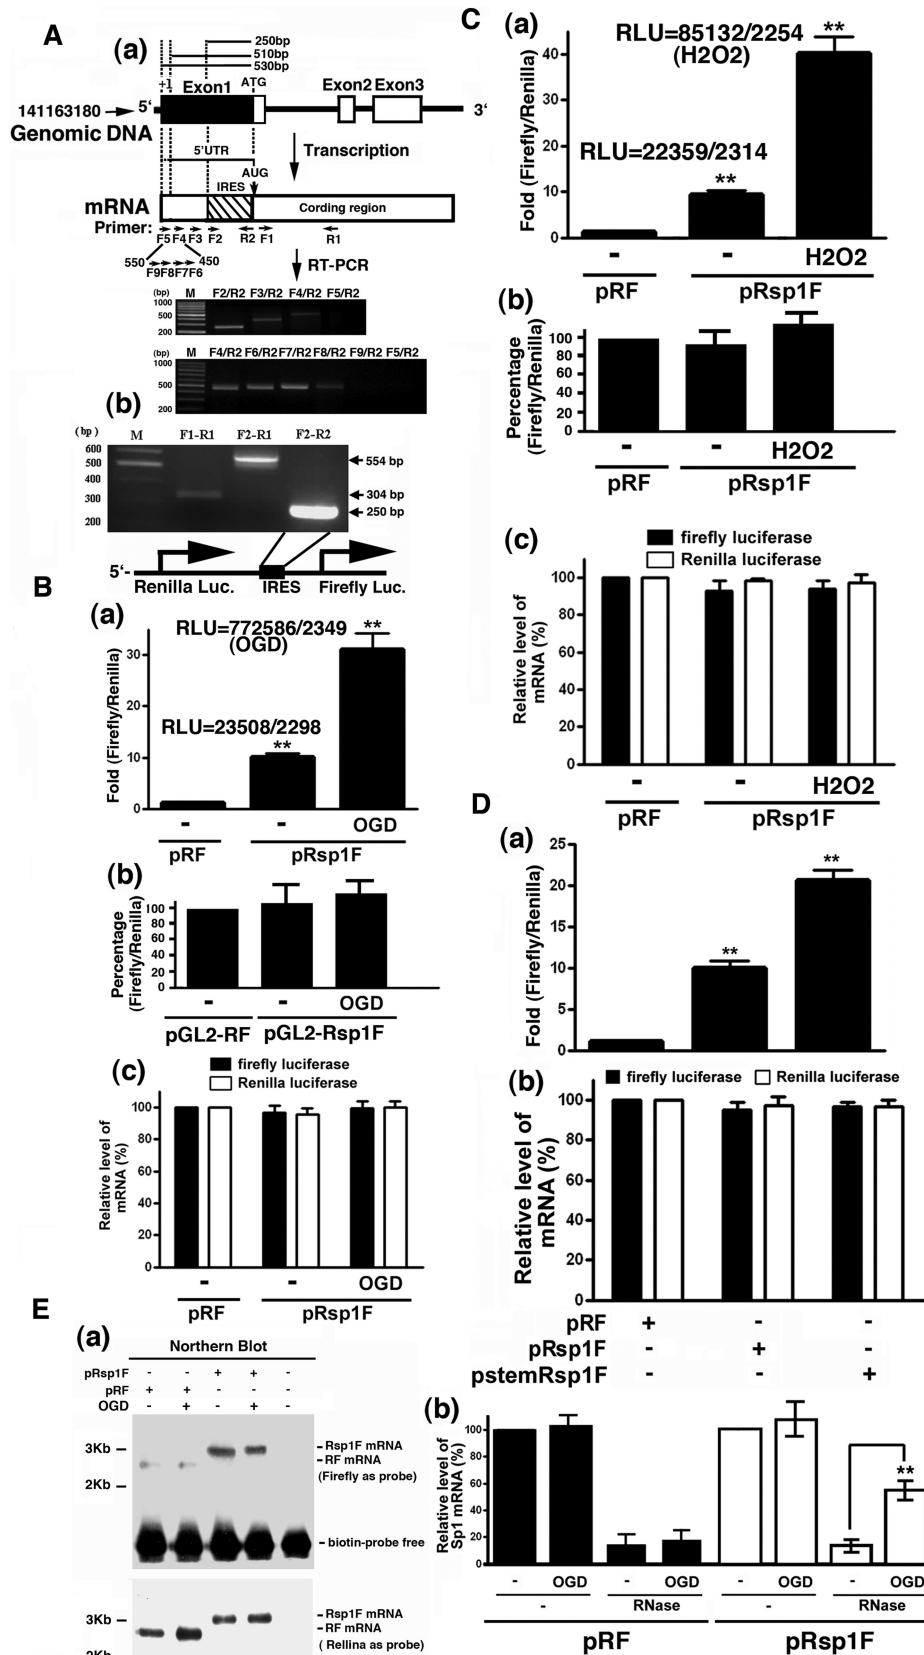 A
(a)
250bp
510bp
530bp
+1
Exon1
ATG
Exon2
Exon3
141163180
5'
3'
Genomic DNA
5'UTR
Transcription
AUG
IRES
mRNA
Cording region
Primer:
F5 F4 F3 F2
R2 F1
R1
550
450
F9F8F7F6
RT-PCR
(bp) M F2/R2 F3/R2 F4/R2 F5/R2
1000
500
200
(bp) M F4/R2 F6/R2 F7/R2 F8/R2 F9/R2 F5/R2
1000
500
200
(b)
(bp) M F1-R1 F2-R1 F2-R2
600
500
400
300
200
554 bp
304 bp
250 bp
5'-
Renilla Luc. IRES Firefly Luc.
B
(a)
RLU=772586/2349
(OGD)
**
RLU=23508/2298
**
Fold (Firefly/Renilla)
30
20
10
0
- - OGD
pRF pRsp1F
(b)
Percentage
(Firefly/Renilla)
100
80
60
40
20
0
- - OGD
pGL2-RF pGL2-Rsp1F
(c)
firefly luciferase
Renilla luciferase
Relative level of
mRNA (%)
100
80
60
40
20
0
- - OGD
pRF pRsp1F
C
(a)
RLU=85132/2254
(H2O2)
**
RLU=22359/2314
**
Fold (Firefly/Renilla)
40
30
20
10
0
- - H2O2
pRF pRsp1F
(b)
Percentage
(Firefly/Renilla)
100
80
60
40
20
0
- - H2O2
pRF pRsp1F
(c)
firefly luciferase
Renilla luciferase
Relative level of
mRNA (%)
100
80
60
40
20
0
- - H2O2
pRF pRsp1F
D
(a)
Fold (Firefly/Renilla)
25
20
15
10
5
0
**
**
(b)
firefly luciferase Renilla luciferase
Relative level of
mRNA (%)
100
80
60
40
20
0
pRF + - -
pRsp1F - + -
pstemRsp1F - - +
E
(a)
Northern Blot
pRsp1F - - + + -
pRF + + - - -
OGD - + - + -
3Kb
2Kb
Rsp1F mRNA
RF mRNA
(Firefly as probe)
biotin-probe free
3Kb
2Kb
Rsp1F mRNA
RF mRNA
( Rellina as probe)
(b)
Relative level of
Sp1 mRNA (%)
100
80
60
40
20
0
**
- OGD - OGD - OGD - OGD
- RNase - RNase
pRF pRsp1F